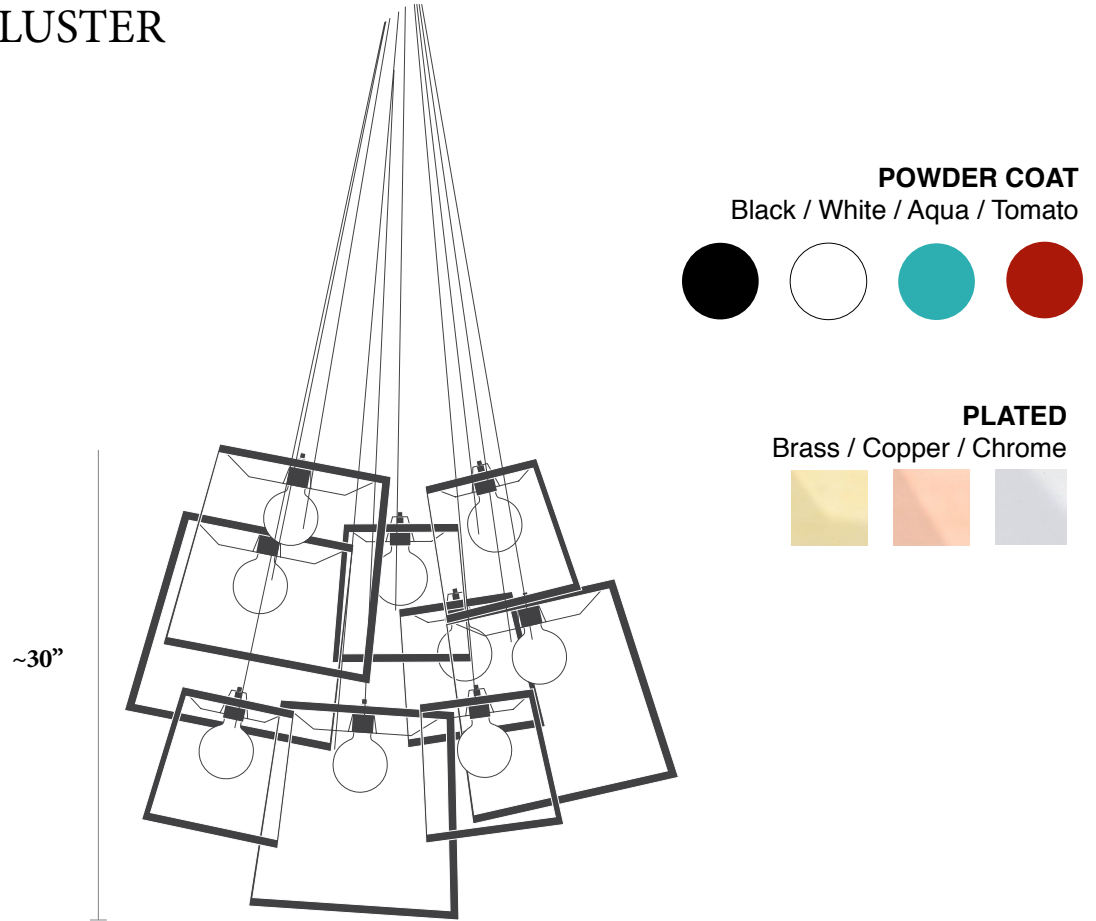 LUSTER
POWDER COAT
Black / White / Aqua / Tomato
PLATED
Brass / Copper / Chrome
~30”